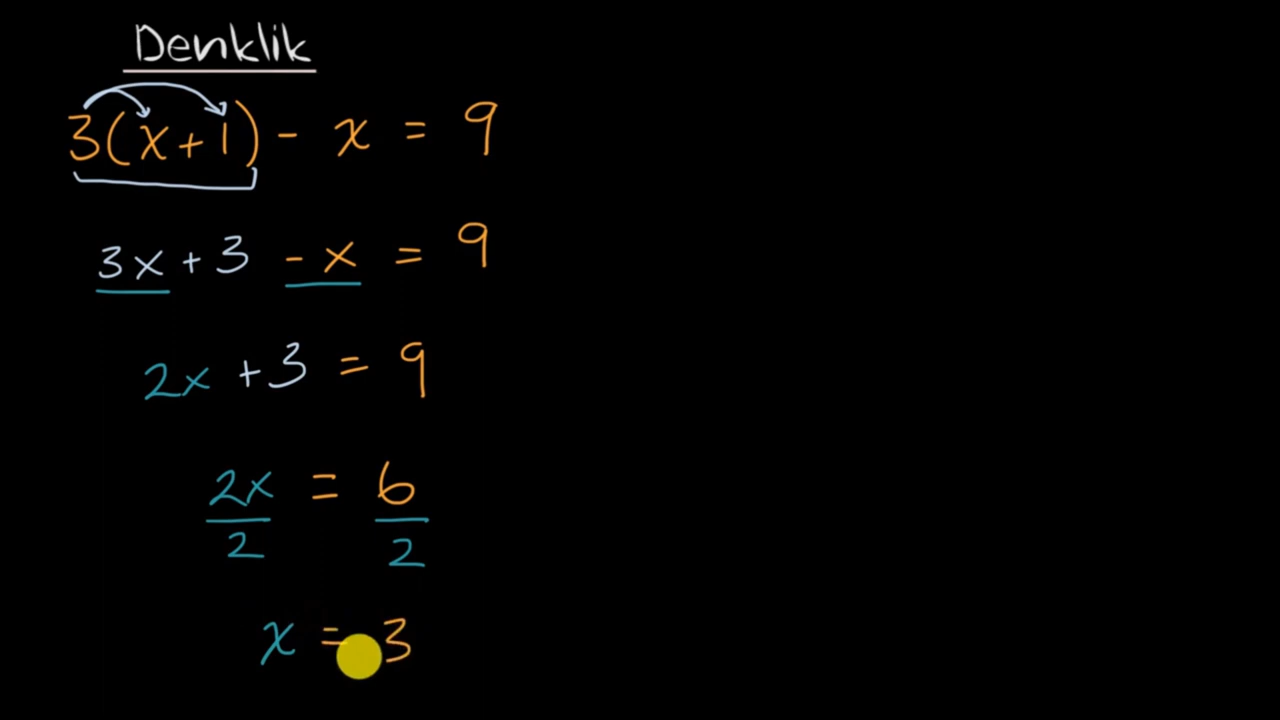 Denklik
3(x+1) - x = 9
3x + 3 - x = 9
2x + 3 = 9
2x/2 = 6/2
x = 3